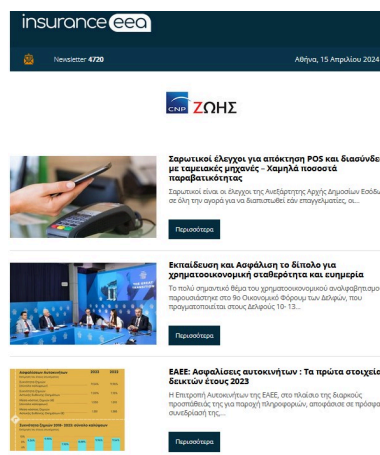 insurance eea
Newsletter 4720
Αθήνα, 15 Απριλίου 2024
CNP ΖΩΗΣ
Σαρωτικοί έλεγχοι για απόκτηση POS και διασύνδε
με ταμειακές μηχανές – Χαμηλά ποσοστά
παραβατικότητας
Σαρωτικοί είναι οι έλεγχοι της Ανεξάρτητης Αρχής Δημοσίων Εσόδω
σε όλη την αγορά για να διαπιστωθεί εάν επαγγελματίες, οι...
Περισσότερα
Εκπαίδευση και Ασφάλιση το δίπολο για
χρηματοοικονομική σταθερότητα και ευημερία
Το πολύ σημαντικό θέμα του χρηματοοικονομικού αναλφαβητισμο
παρουσιάστηκε στο 9ο Οικονομικό Φόρουμ των Δελφών, που
πραγματοποιείται στους Δελφούς 10- 13...
Περισσότερα
ΕΑΕΕ: Ασφαλίσεις αυτοκινήτων : Τα πρώτα στοιχεία
δεικτών έτους 2023
Η Επιτροπή Αυτοκινήτων της ΕΑΕΕ, στο πλαίσιο της διαρκούς
προσπάθειάς της για παροχή πληροφοριών, αποφάσισε σε πρόσφα
συνεδρίασή της,...
Περισσότερα